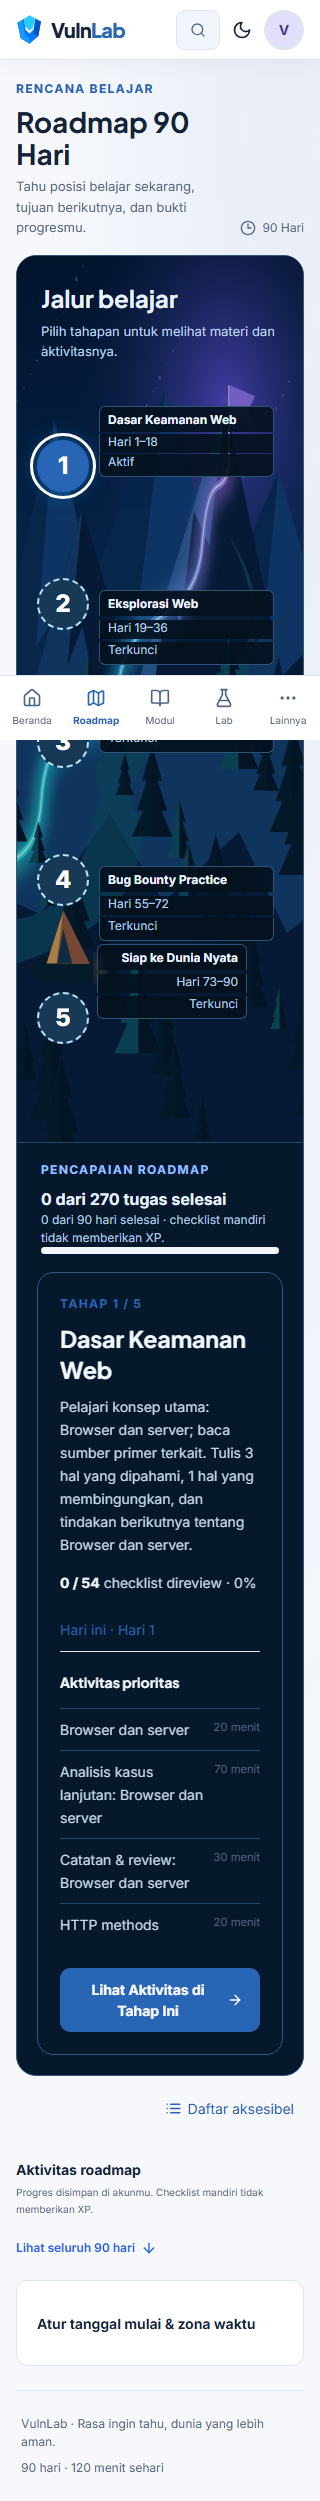 VulnLab
V
RENCANA BELAJAR
Roadmap 90
Hari
Tahu posisi belajar sekarang,
tujuan berikutnya, dan bukti
progresmu.
90 Hari
Jalur belajar
Pilih tahapan untuk melihat materi dan
aktivitasnya.
Dasar Keamanan Web
Hari 1–18
Aktif
1
2
Eksplorasi Web
Hari 19–36
Terkunci
Beranda
Roadmap
Modul
Lab
Lainnya
3
Terkunci
4
Bug Bounty Practice
Hari 55–72
Terkunci
Siap ke Dunia Nyata
Hari 73–90
Terkunci
5
PENCAPAIAN ROADMAP
0 dari 270 tugas selesai
0 dari 90 hari selesai · checklist mandiri
tidak memberikan XP.
TAHAP 1 / 5
Dasar Keamanan
Web
Pelajari konsep utama:
Browser dan server; baca
sumber primer terkait. Tulis 3
hal yang dipahami, 1 hal yang
membingungkan, dan
tindakan berikutnya tentang
Browser dan server.
0 / 54 checklist direview · 0%
Hari ini · Hari 1
Aktivitas prioritas
Browser dan server 20 menit
Analisis kasus 70 menit
lanjutan: Browser dan
server
Catatan & review: 30 menit
Browser dan server
HTTP methods 20 menit
Lihat Aktivitas di
Tahap Ini
Daftar aksesibel
Aktivitas roadmap
Progres disimpan di akunmu. Checklist mandiri tidak
memberikan XP.
Lihat seluruh 90 hari
Atur tanggal mulai & zona waktu
VulnLab · Rasa ingin tahu, dunia yang lebih
aman.
90 hari · 120 menit sehari